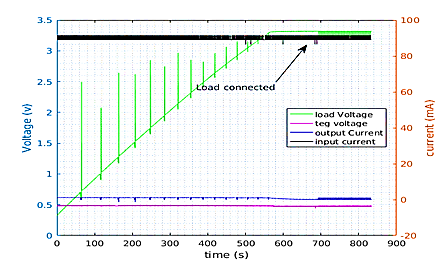 3.5
3
2.5
2
1.5
1
0.5
0
Voltage (v)
100
80
60
40
20
0
-20
current (mA)
Load connected
load Voltage
teg voltage
output Current
input current
0 100 200 300 400 500 600 700 800 900
time (s)